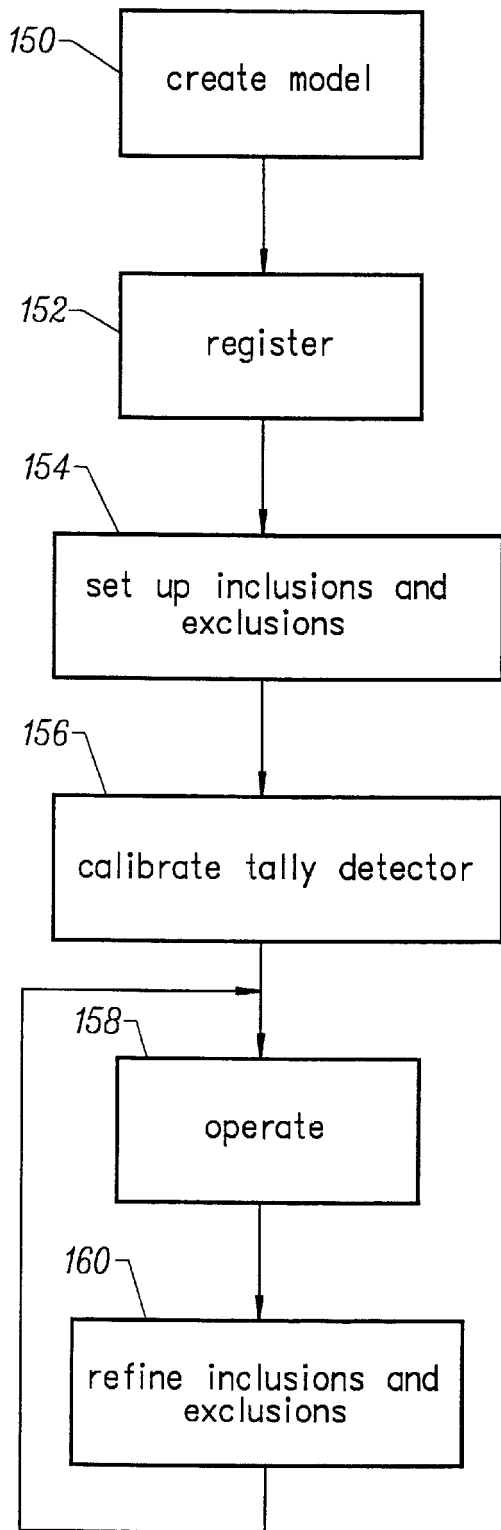 150
create model
152
register
154
set up inclusions and
exclusions
156
calibrate tally detector
158
operate
160
refine inclusions and
exclusions